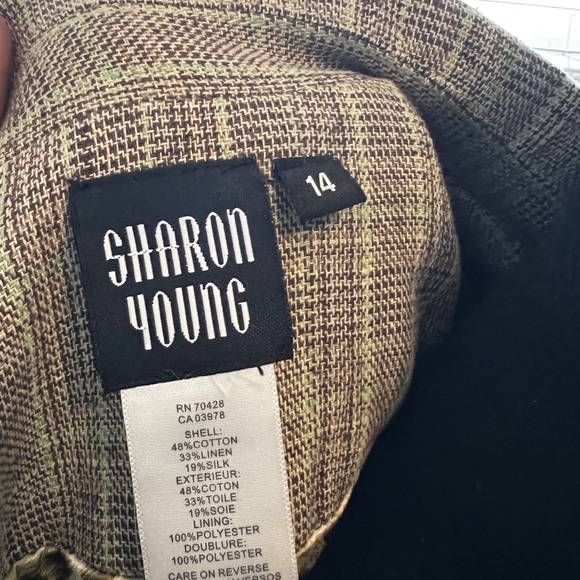 SHARON
YOUNG
14
RN 70428
CA 03978
SHELL:
48%COTTON
33%LINEN
19%SILK
EXTERIEUR:
48%COTON
33%TOILE
19%SOIE
LINING:
100%POLYESTER
DOUBLURE:
100%POLYESTER
CARE ON REVERSE